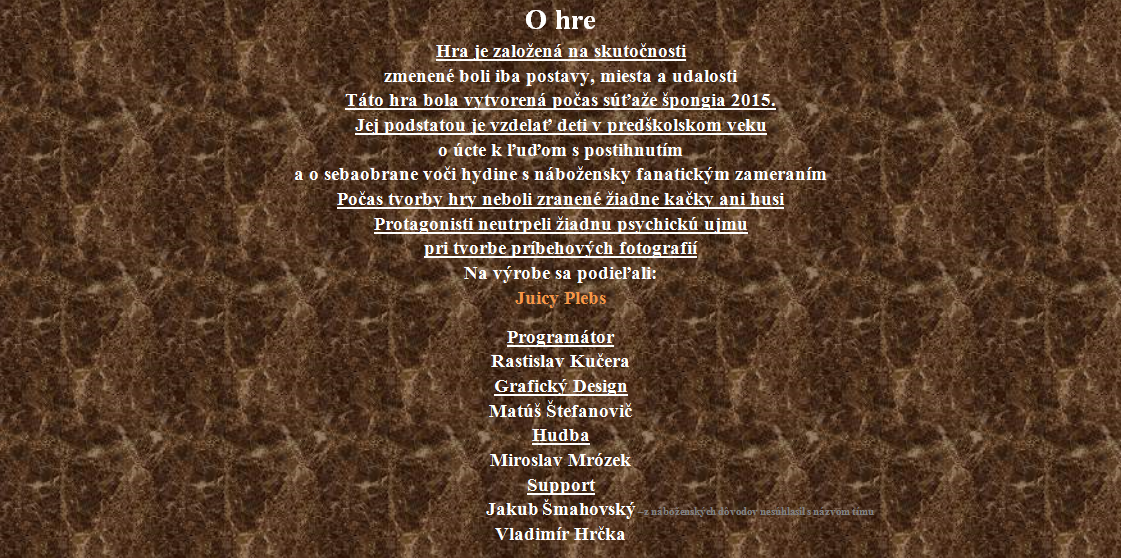 O hre
Hra je založená na skutočnosti
zmenené boli iba postavy, miesta a udalosti
Táto hra bola vytvorená počas súťaže špongia 2015.
Jej podstatou je vzdelať deti v predškolskom veku
o úcte k ľuďom s postihnutím
a o sebaobrane voči hydine s nábožensky fanatickým zameraním
Počas tvorby hry neboli zranené žiadne kačky ani husi
Protagonisti neutrpeli žiadnu psychickú ujmu
pri tvorbe príbehových fotografií
Na výrobe sa podieľali:
Juicy Plebs
Programátor
Rastislav Kučera
Grafický Design
Matúš Štefanovič
Hudba
Miroslav Mrózek
Support
Jakub Šmahovský -z náboženských dôvodov nesúhlasil s názvom tímu
Vladimír Hrčka